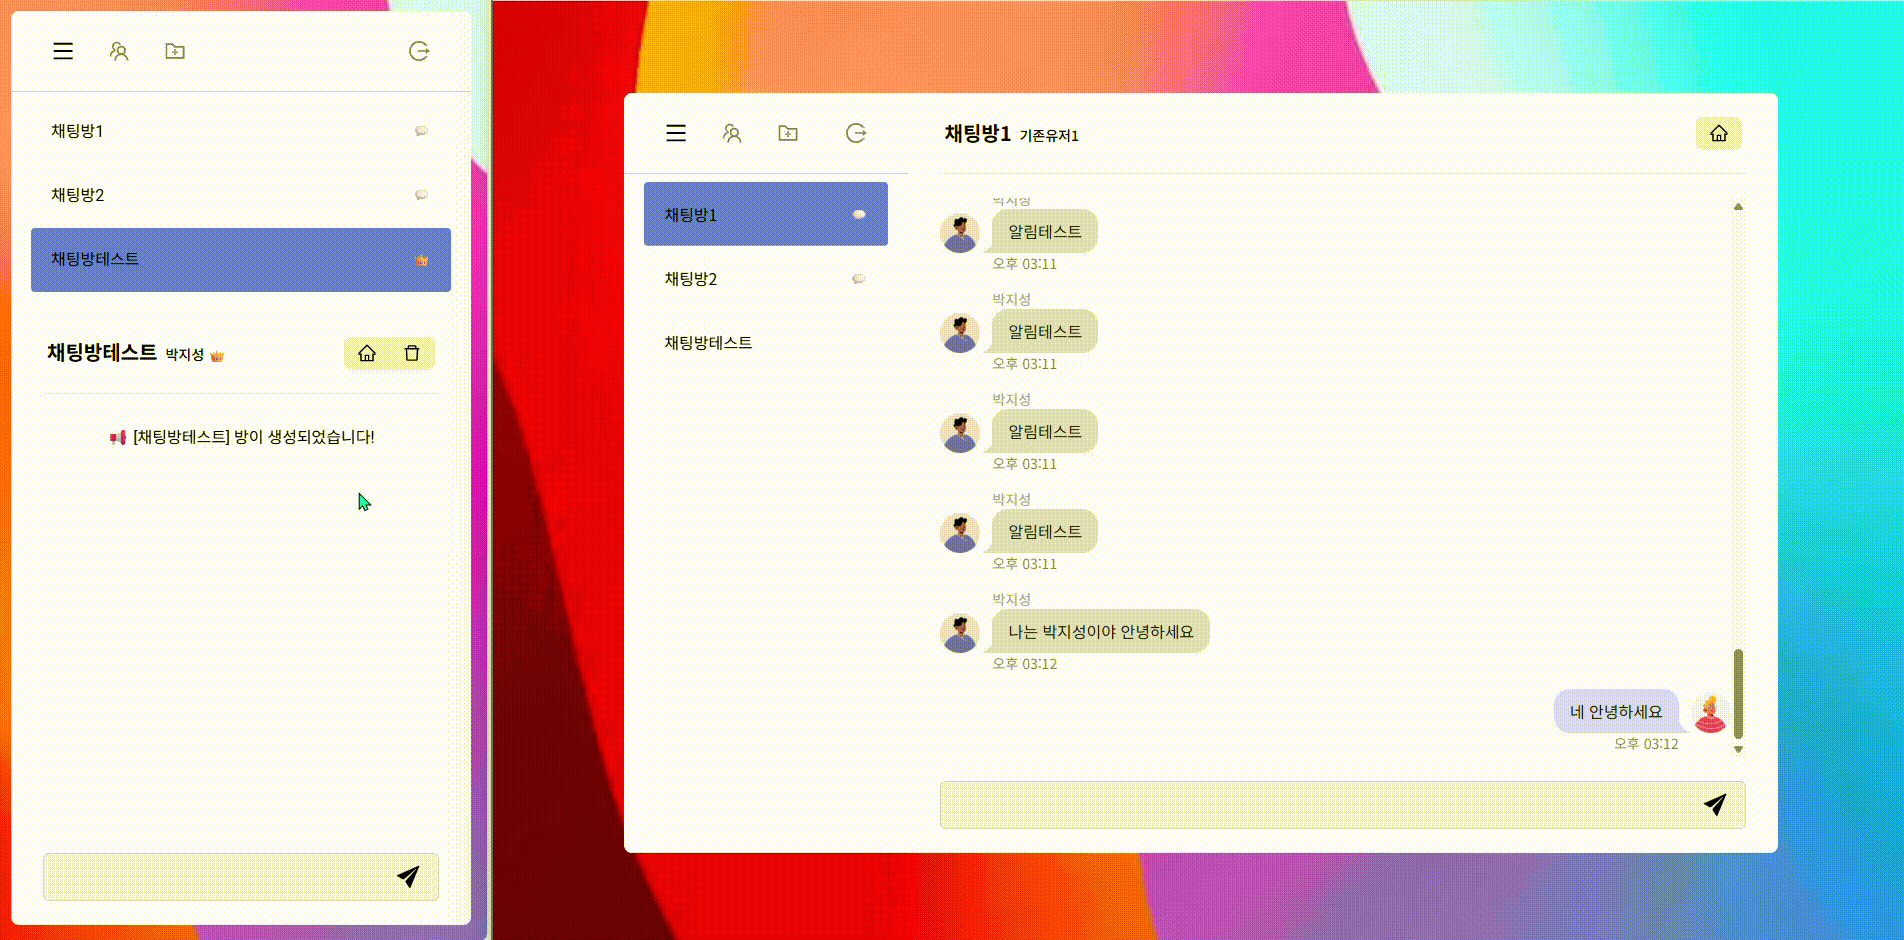 채팅방1
채팅방2
채팅방테스트
채팅방테스트 박지성
[채팅방테스트] 방이 생성되었습니다!
채팅방1
채팅방2
채팅방테스트
채팅방1 기존유저1
박지성
알림테스트
오후 03:11
박지성
알림테스트
오후 03:11
박지성
알림테스트
오후 03:11
박지성
알림테스트
오후 03:11
박지성
나는 박지성이야 안녕하세요
오후 03:12
네 안녕하세요
오후 03:12